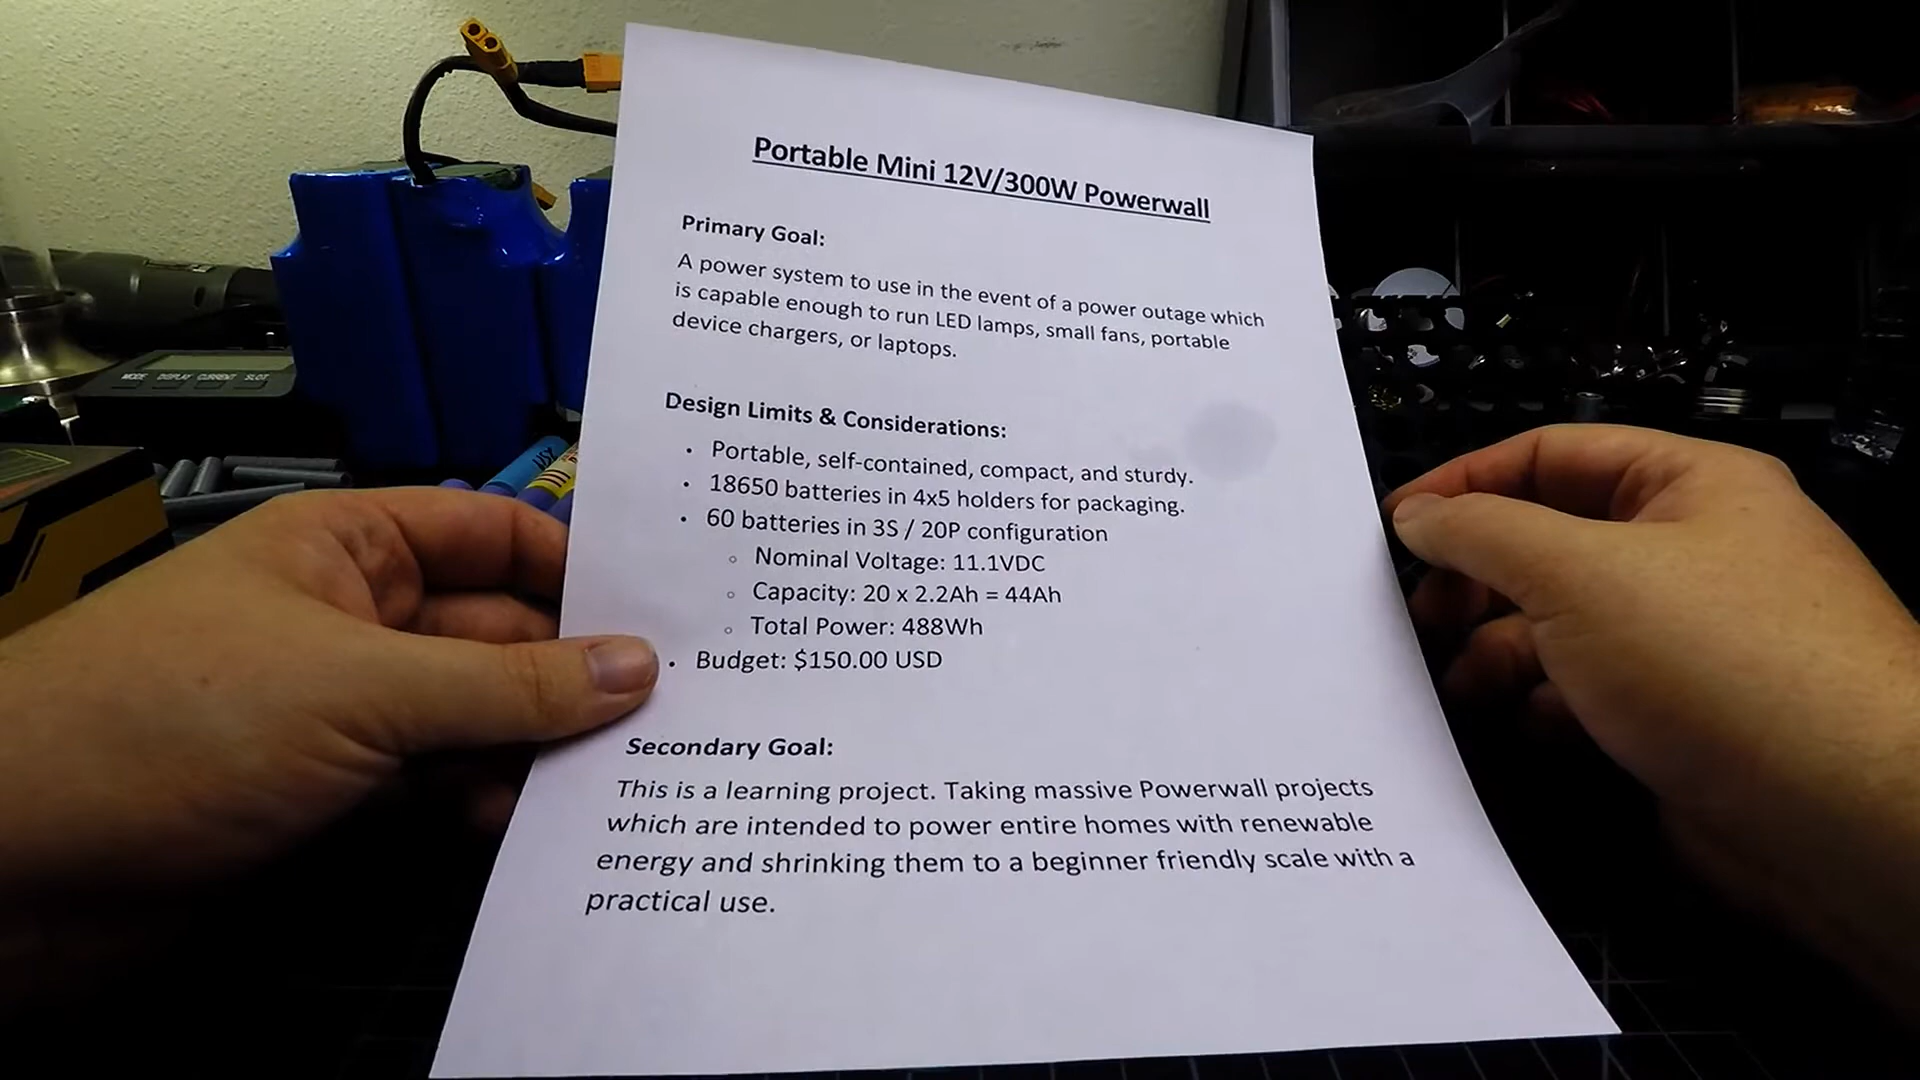 Portable Mini 12V/300W Powerwall
Primary Goal:
A power system to use in the event of a power outage which
is capable enough to run LED lamps, small fans, portable
device chargers, or laptops.
Design Limits & Considerations:
• Portable, self-contained, compact, and sturdy.
• 18650 batteries in 4x5 holders for packaging.
• 60 batteries in 3S / 20P configuration
◦ Nominal Voltage: 11.1VDC
◦ Capacity: 20 x 2.2Ah = 44Ah
◦ Total Power: 488Wh
• Budget: $150.00 USD
Secondary Goal:
This is a learning project. Taking massive Powerwall projects
which are intended to power entire homes with renewable
energy and shrinking them to a beginner friendly scale with a
practical use.
MODE DISPLAY CURRENT SLOT